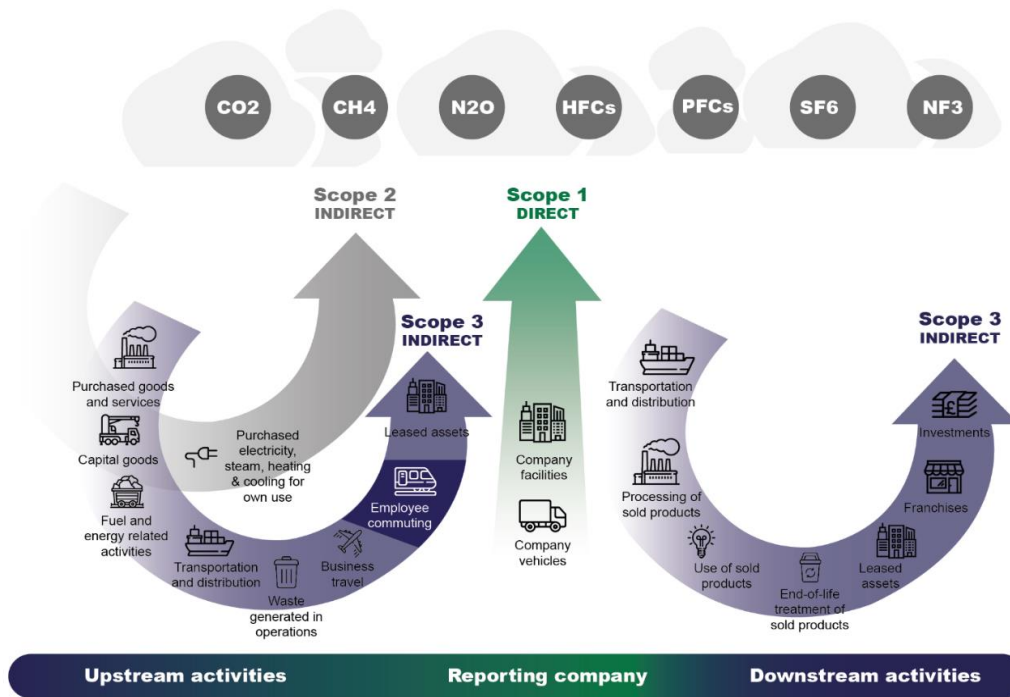 CO2
CH4
N2O
HFCs
PFCs
SF6
NF3
Scope 2
INDIRECT
Scope 1
DIRECT
Scope 3
INDIRECT
Scope 3
INDIRECT
Purchased goods
and services
Capital goods
Fuel and
energy related
activities
Transportation
and distribution
Waste
generated in
operations
Business
travel
Employee
commuting
Leased assets
Purchased
electricity,
steam, heating
& cooling for
own use
Company
facilities
Company
vehicles
Transportation
and distribution
Processing of
sold products
Use of sold
products
End-of-life
treatment of
sold products
Leased
assets
Franchises
£
Investments
Upstream activities
Reporting company
Downstream activities